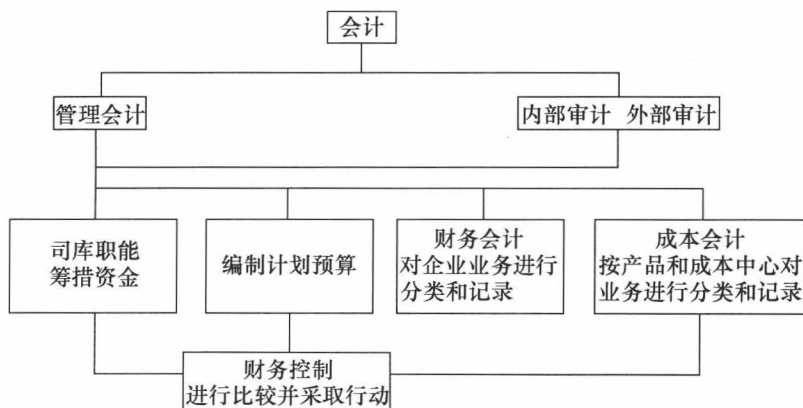 会计
管理会计
内部审计 外部审计
司库职能
筹措资金
编制计划预算
财务会计
对企业业务进行
分类和记录
成本会计
按产品和成本中心对
业务进行分类和记录
财务控制
进行比较并采取行动